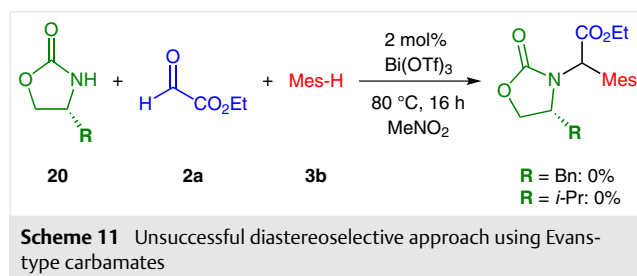 O
O
NH
R
+
O
H
CO₂Et
+
Mes-H
2 mol%
Bi(OTf)₃
80 °C, 16 h
MeNO₂
O
CO₂Et
N
Mes
O
R
20
2a
3b
R = Bn: 0%
R = i-Pr: 0%
Scheme 11 Unsuccessful diastereoselective approach using Evans-
type carbamates